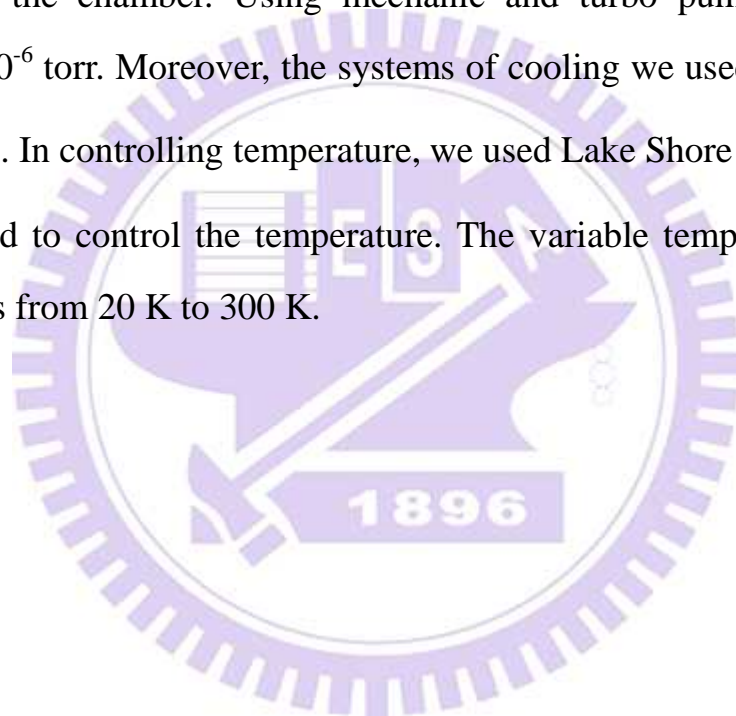 the chamber. Using mechanic and turbo pum
0⁻⁶ torr. Moreover, the systems of cooling we used
. In controlling temperature, we used Lake Shore
d to control the temperature. The variable temp
s from 20 K to 300 K.
E S A
1896